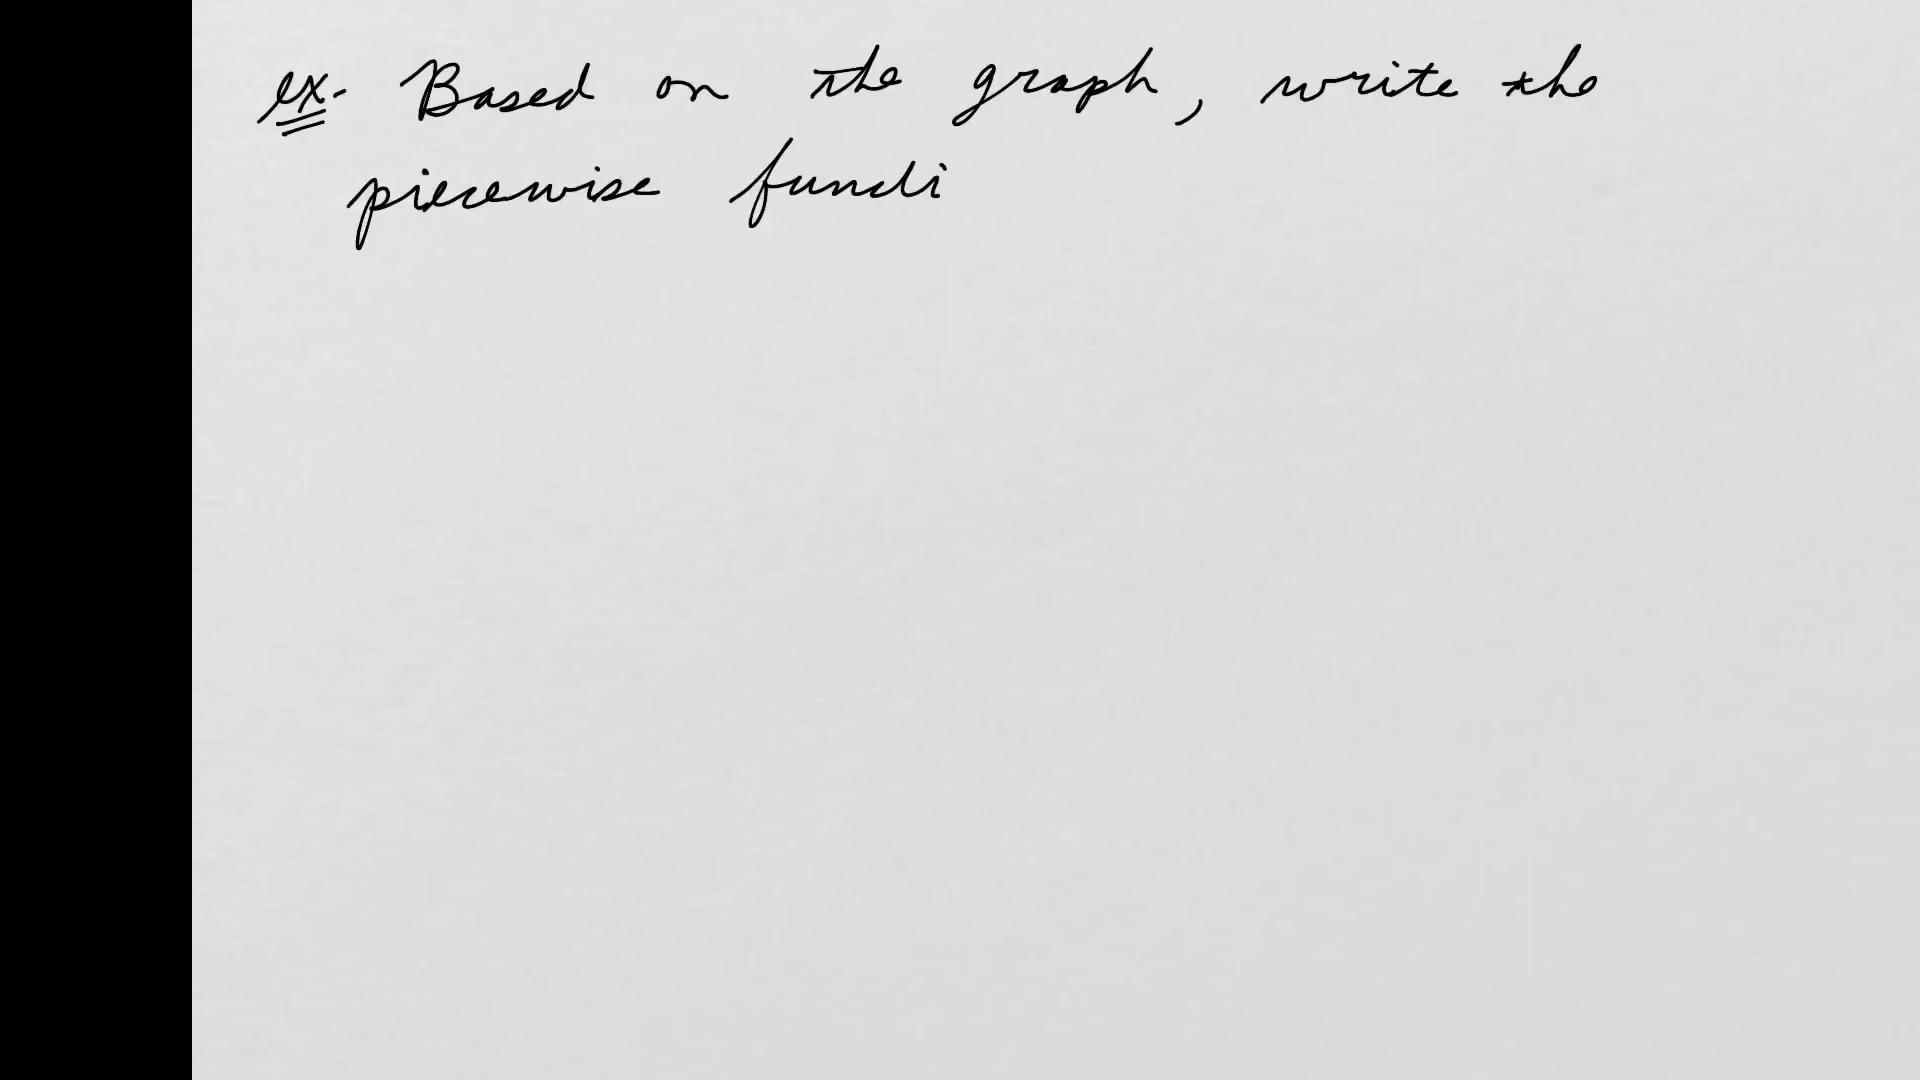 ex. Based on the graph, write the
piecewise functi